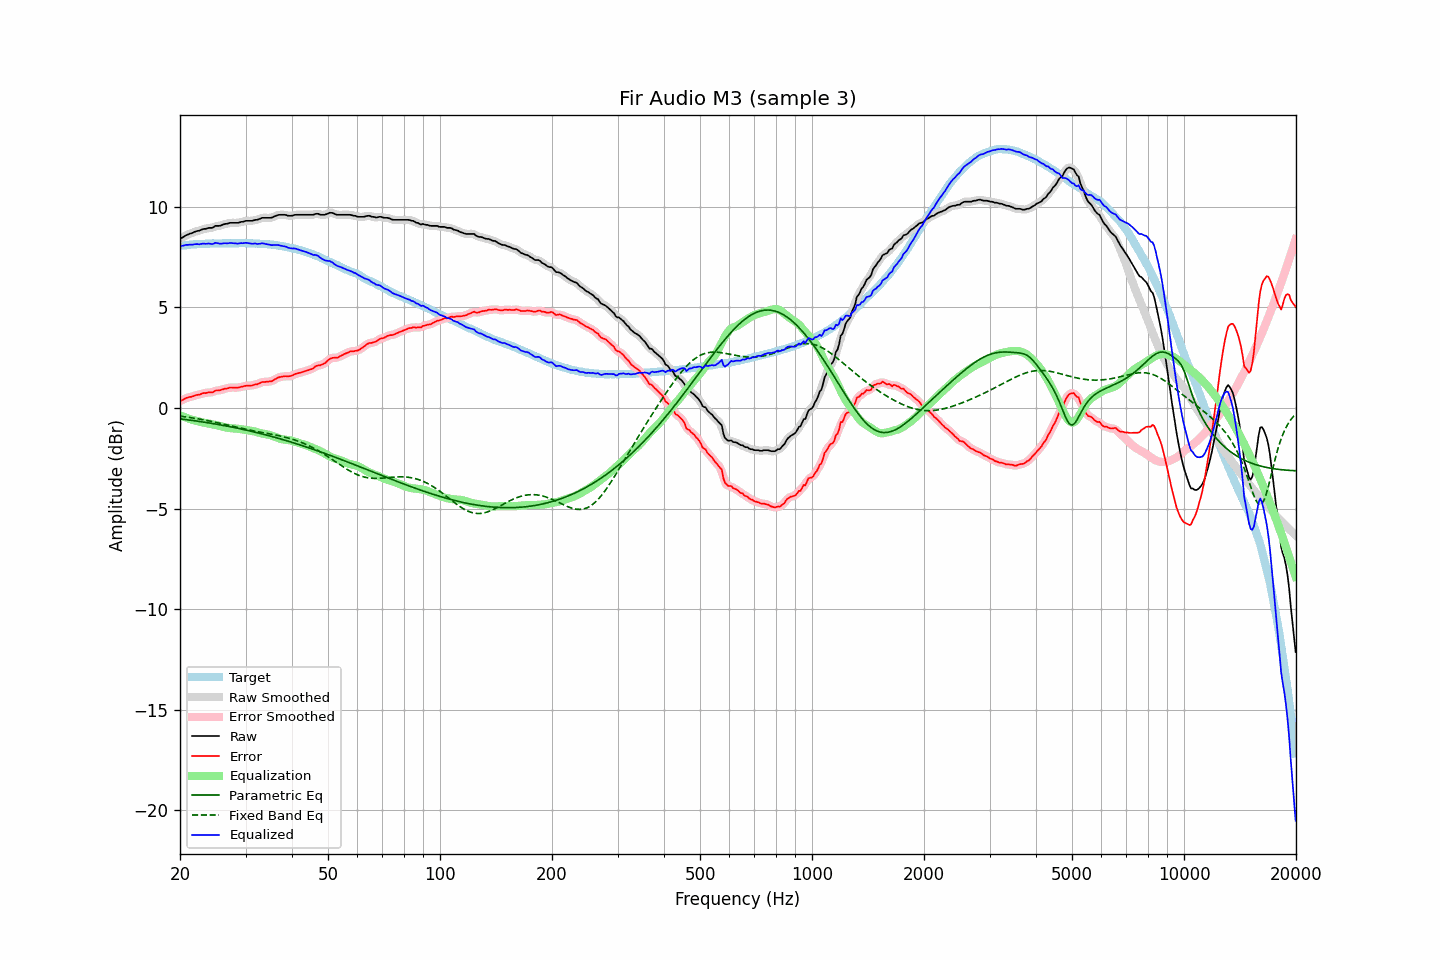 Fir Audio M3 (sample 3)
Amplitude (dBr)
10
5
0
−5
−10
−15
−20
Target
Raw Smoothed
Error Smoothed
Raw
Error
Equalization
Parametric Eq
Fixed Band Eq
Equalized
20 50 100 200 500 1000 2000 5000 10000 20000
Frequency (Hz)